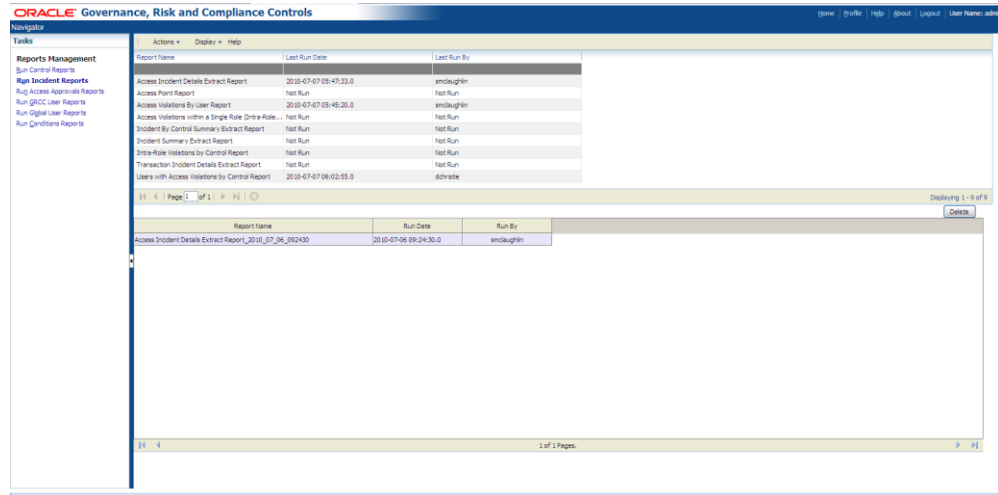 ORACLE Governance, Risk and Compliance Controls
Home Profile Help About Logout User Name: adm
Navigator
Tasks
Reports Management
Run Control Reports
Run Incident Reports
Run Access Approvals Reports
Run GRCC User Reports
Run Global User Reports
Run Conditions Reports
Actions Display Help
Report Name Last Run Date Last Run By
Access Incident Details Extract Report 2010-07-07 05:47:33.0 smclaughlin
Access Point Report Not Run Not Run
Access Violations By User Report 2010-07-07 05:45:20.0 smclaughlin
Access Violations within a Single Role (Intra-Role... Not Run Not Run
Incident By Control Summary Extract Report Not Run Not Run
Incident Summary Extract Report Not Run Not Run
Intra-Role Violations by Control Report Not Run Not Run
Transaction Incident Details Extract Report Not Run Not Run
Users with Access Violations by Control Report 2010-07-07 06:02:55.0 dchristie
Page 1 of 1
Displaying 1 - 9 of 9
Delete
Report Name Run Date Run By
Access Incident Details Extract Report_2010_07_06_092430 2010-07-06 09:24:30.0 smclaughlin
1 of 1 Pages.